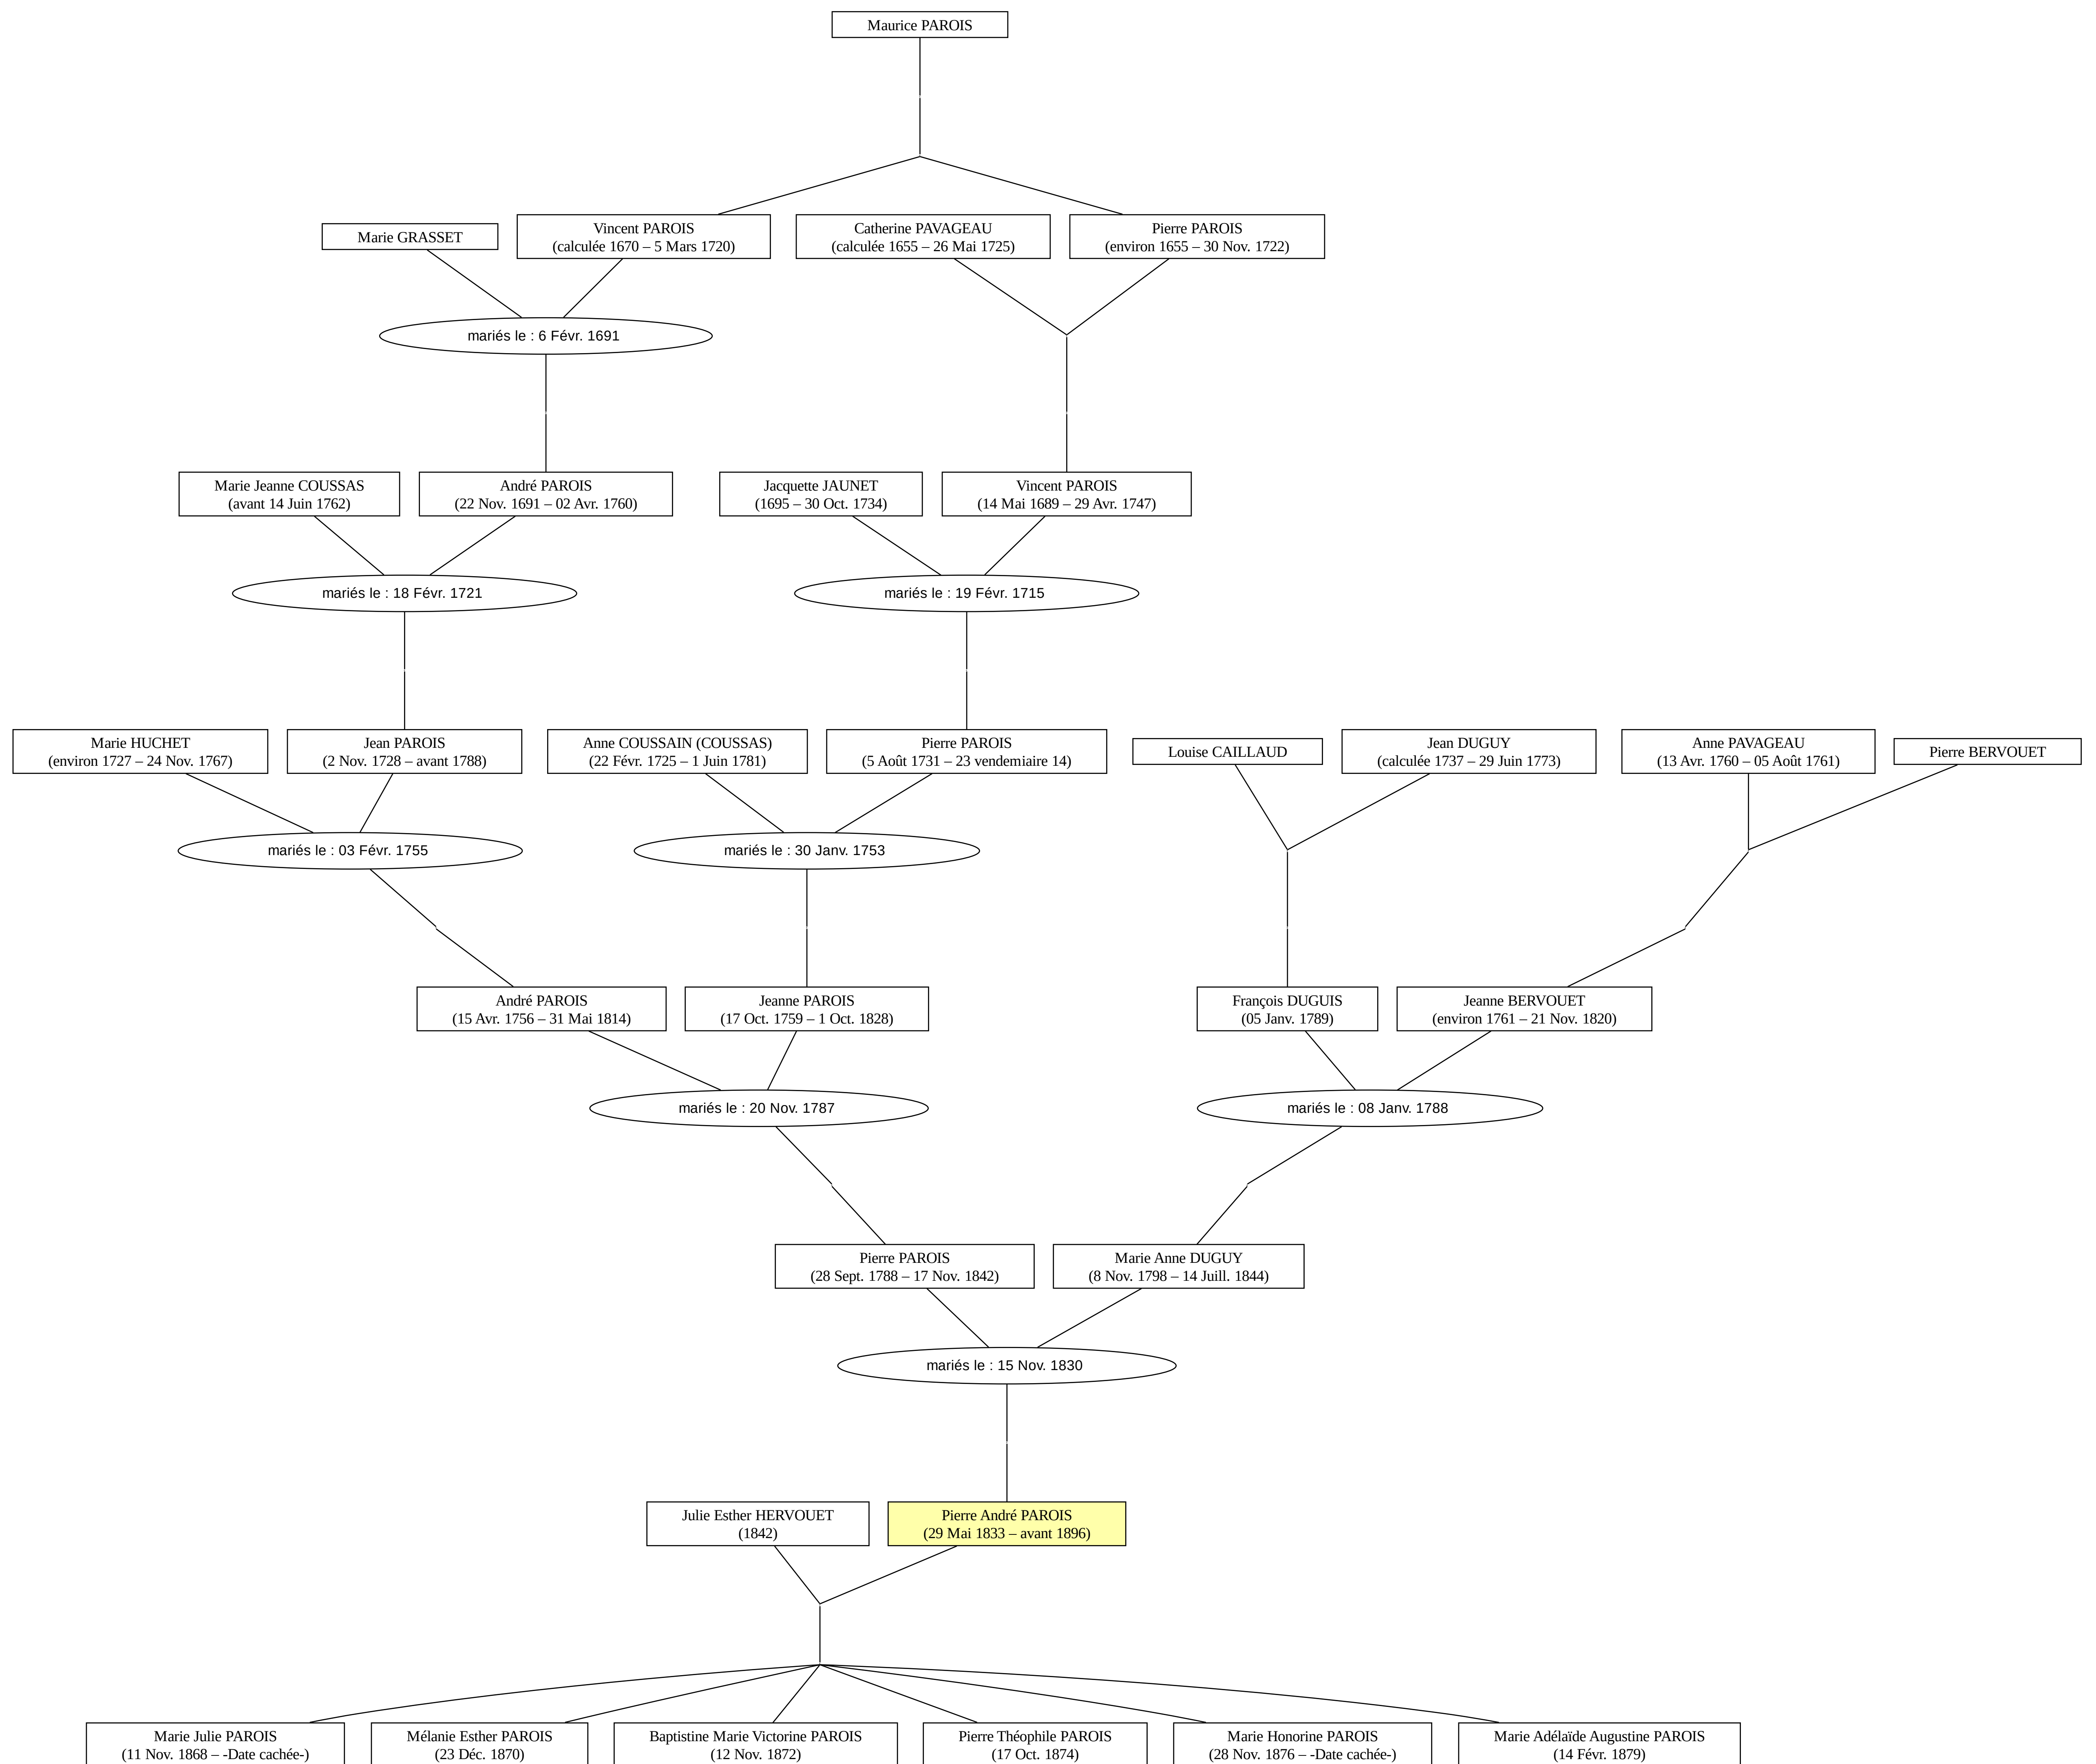 Maurice PAROIS
Marie GRASSET
Vincent PAROIS
(calculée 1670 – 5 Mars 1720)
Catherine PAVAGEAU
(calculée 1655 – 26 Mai 1725)
Pierre PAROIS
(environ 1655 – 30 Nov. 1722)
mariés le : 6 Févr. 1691
Marie Jeanne COUSSAS
(avant 14 Juin 1762)
André PAROIS
(22 Nov. 1691 – 02 Avr. 1760)
Jacquette JAUNET
(1695 – 30 Oct. 1734)
Vincent PAROIS
(14 Mai 1689 – 29 Avr. 1747)
mariés le : 18 Févr. 1721
mariés le : 19 Févr. 1715
Marie HUCHET
(environ 1727 – 24 Nov. 1767)
Jean PAROIS
(2 Nov. 1728 – avant 1788)
Anne COUSSAIN (COUSSAS)
(22 Févr. 1725 – 1 Juin 1781)
Pierre PAROIS
(5 Août 1731 – 23 vendemiaire 14)
Louise CAILLAUD
Jean DUGUY
(calculée 1737 – 29 Juin 1773)
Anne PAVAGEAU
(13 Avr. 1760 – 05 Août 1761)
Pierre BERVOUET
mariés le : 03 Févr. 1755
mariés le : 30 Janv. 1753
André PAROIS
(15 Avr. 1756 – 31 Mai 1814)
Jeanne PAROIS
(17 Oct. 1759 – 1 Oct. 1828)
François DUGUIS
(05 Janv. 1789)
Jeanne BERVOUET
(environ 1761 – 21 Nov. 1820)
mariés le : 20 Nov. 1787
mariés le : 08 Janv. 1788
Pierre PAROIS
(28 Sept. 1788 – 17 Nov. 1842)
Marie Anne DUGUY
(8 Nov. 1798 – 14 Juill. 1844)
mariés le : 15 Nov. 1830
Julie Esther HERVOUET
(1842)
Pierre André PAROIS
(29 Mai 1833 – avant 1896)
Marie Julie PAROIS
(11 Nov. 1868 – -Date cachée-)
Mélanie Esther PAROIS
(23 Déc. 1870)
Baptistine Marie Victorine PAROIS
(12 Nov. 1872)
Pierre Théophile PAROIS
(17 Oct. 1874)
Marie Honorine PAROIS
(28 Nov. 1876 – -Date cachée-)
Marie Adélaïde Augustine PAROIS
(14 Févr. 1879)